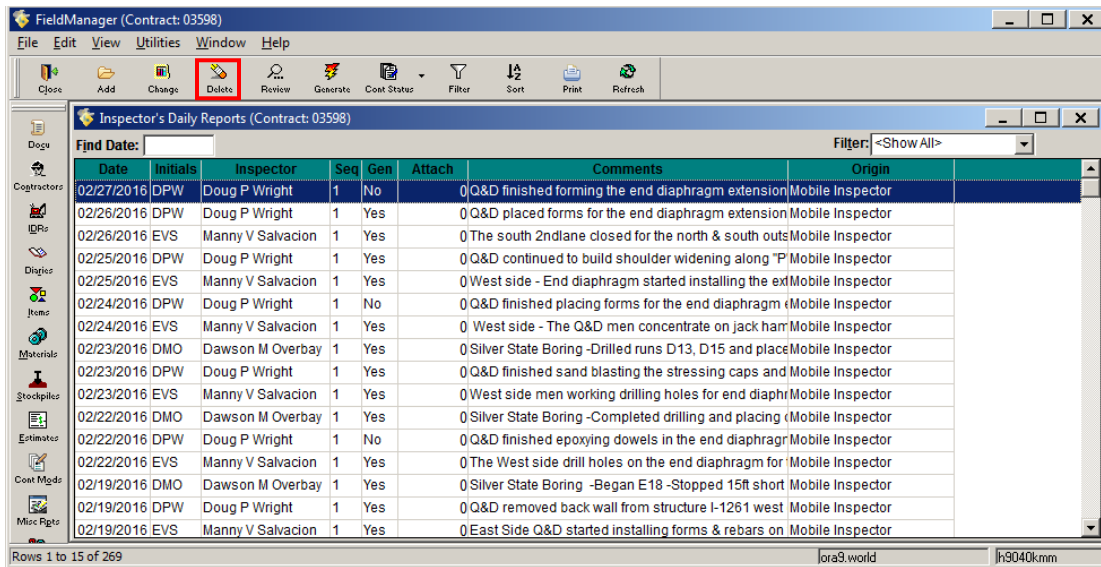 FieldManager (Contract: 03598)
File Edit View Utilities Window Help
Close Add Change Delete Review Generate Cont Status Filter Sort Print Refresh
Inspector's Daily Reports (Contract: 03598)
Find Date: Filter: <Show All>
Date Initials Inspector Seq Gen Attach Comments Origin
02/27/2016 DPW Doug P Wright 1 No 0 Q&D finished forming the end diaphragm extension Mobile Inspector
02/26/2016 DPW Doug P Wright 1 Yes 0 Q&D placed forms for the end diaphragm extension Mobile Inspector
02/26/2016 EVS Manny V Salvacion 1 Yes 0 The south 2ndlane closed for the north & south outs Mobile Inspector
02/25/2016 DPW Doug P Wright 1 Yes 0 Q&D continued to build shoulder widening along "P" Mobile Inspector
02/25/2016 EVS Manny V Salvacion 1 Yes 0 West side - End diaphragm started installing the ext Mobile Inspector
02/24/2016 DPW Doug P Wright 1 No 0 Q&D finished placing forms for the end diaphragm Mobile Inspector
02/24/2016 EVS Manny V Salvacion 1 Yes 0 West side - The Q&D men concentrate on jack ham Mobile Inspector
02/23/2016 DMO Dawson M Overbay 1 Yes 0 Silver State Boring -Drilled runs D13, D15 and place Mobile Inspector
02/23/2016 DPW Doug P Wright 1 Yes 0 Q&D finished sand blasting the stressing caps and Mobile Inspector
02/23/2016 EVS Manny V Salvacion 1 Yes 0 West side men working drilling holes for end diaphr Mobile Inspector
02/22/2016 DMO Dawson M Overbay 1 Yes 0 Silver State Boring -Completed drilling and placing Mobile Inspector
02/22/2016 DPW Doug P Wright 1 No 0 Q&D finished epoxying dowels in the end diaphragr Mobile Inspector
02/22/2016 EVS Manny V Salvacion 1 Yes 0 The West side drill holes on the end diaphragm for Mobile Inspector
02/19/2016 DMO Dawson M Overbay 1 Yes 0 Silver State Boring -Began E18 -Stopped 15ft short Mobile Inspector
02/19/2016 DPW Doug P Wright 1 Yes 0 Q&D removed back wall from structure I-1261 west Mobile Inspector
02/19/2016 EVS Manny V Salvacion 1 Yes 0 East Side Q&D started installing forms & rebars on Mobile Inspector
Docu
Contractors
IDRs
Diaries
Items
Materials
Stockpiles
Estimates
Cont Mods
Misc Rpts
Rows 1 to 15 of 269 ora9.world h9040kmm